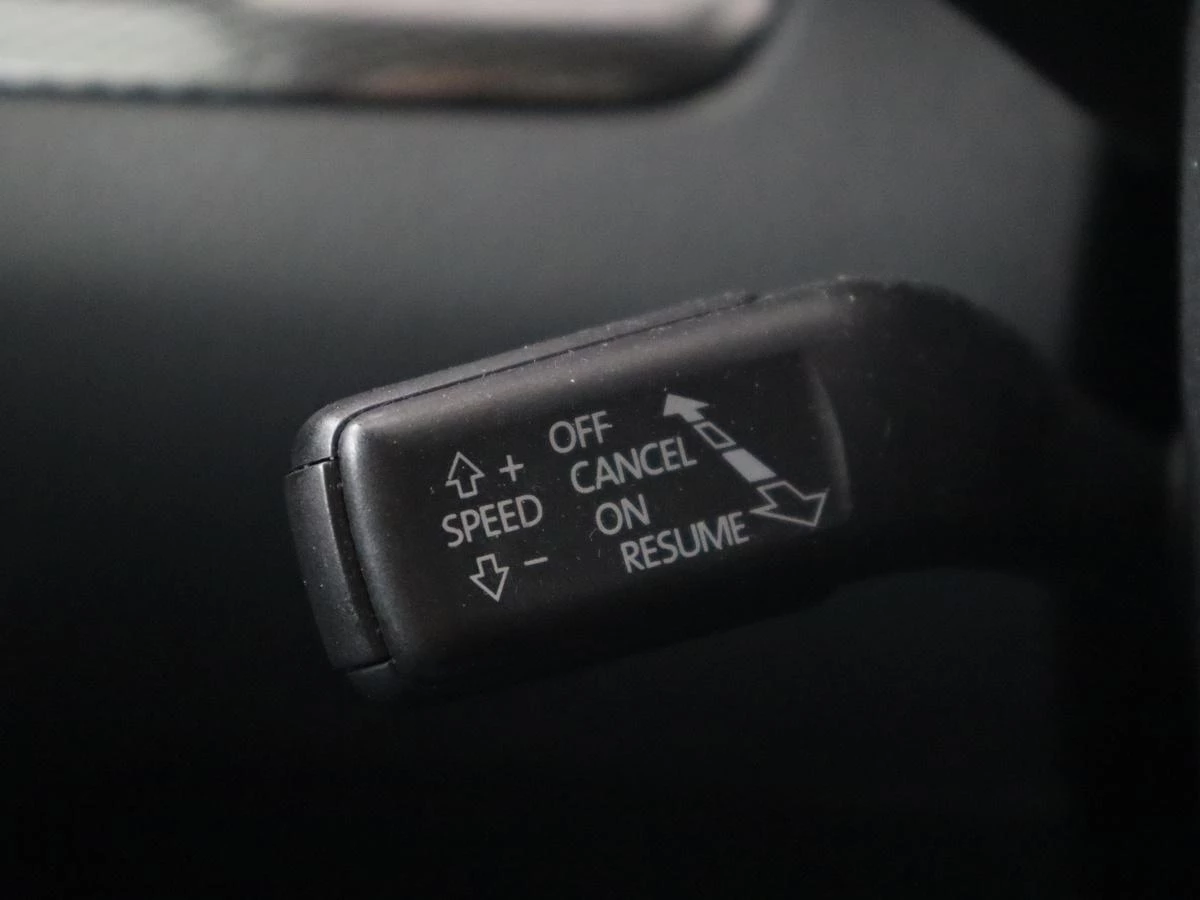 +
SPEED
−
OFF
CANCEL
ON
RESUME